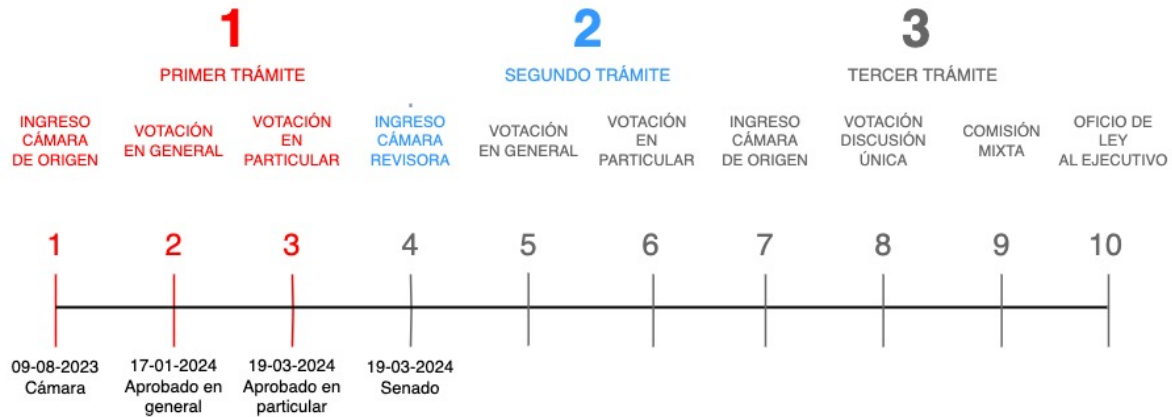 1
2
3
PRIMER TRÁMITE
SEGUNDO TRÁMITE
TERCER TRÁMITE
INGRESO
CÁMARA
DE ORIGEN
VOTACIÓN
EN GENERAL
VOTACIÓN
EN
PARTICULAR
INGRESO
CÁMARA
REVISORA
VOTACIÓN
EN GENERAL
VOTACIÓN
EN
PARTICULAR
INGRESO
CÁMARA
DE ORIGEN
VOTACIÓN
DISCUSIÓN
ÚNICA
COMISIÓN
MIXTA
OFICIO DE
LEY
AL EJECUTIVO
1
2
3
4
5
6
7
8
9
10
09-08-2023
Cámara
17-01-2024
Aprobado en
general
19-03-2024
Aprobado en
particular
19-03-2024
Senado